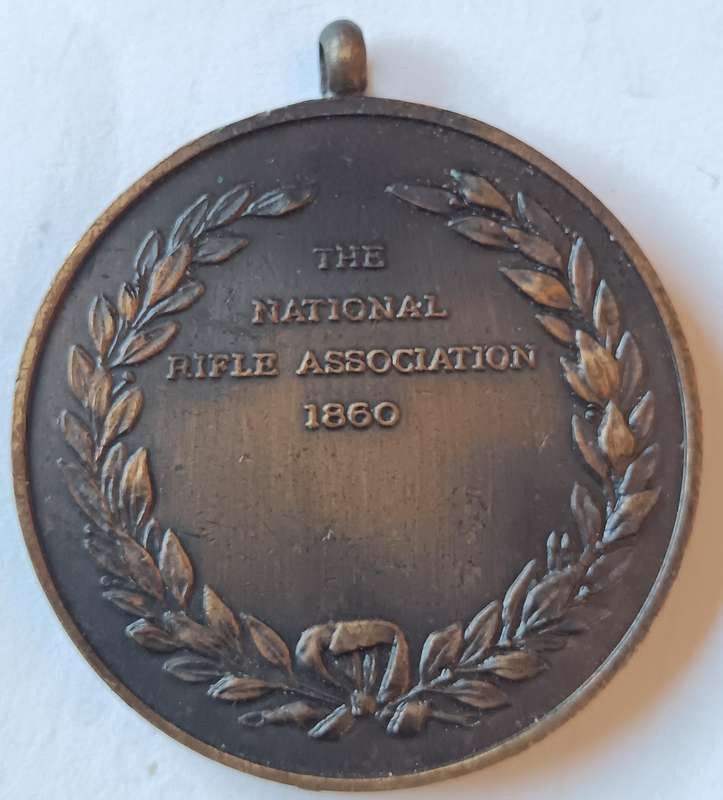 THE
NATIONAL
RIFLE ASSOCIATION
1860